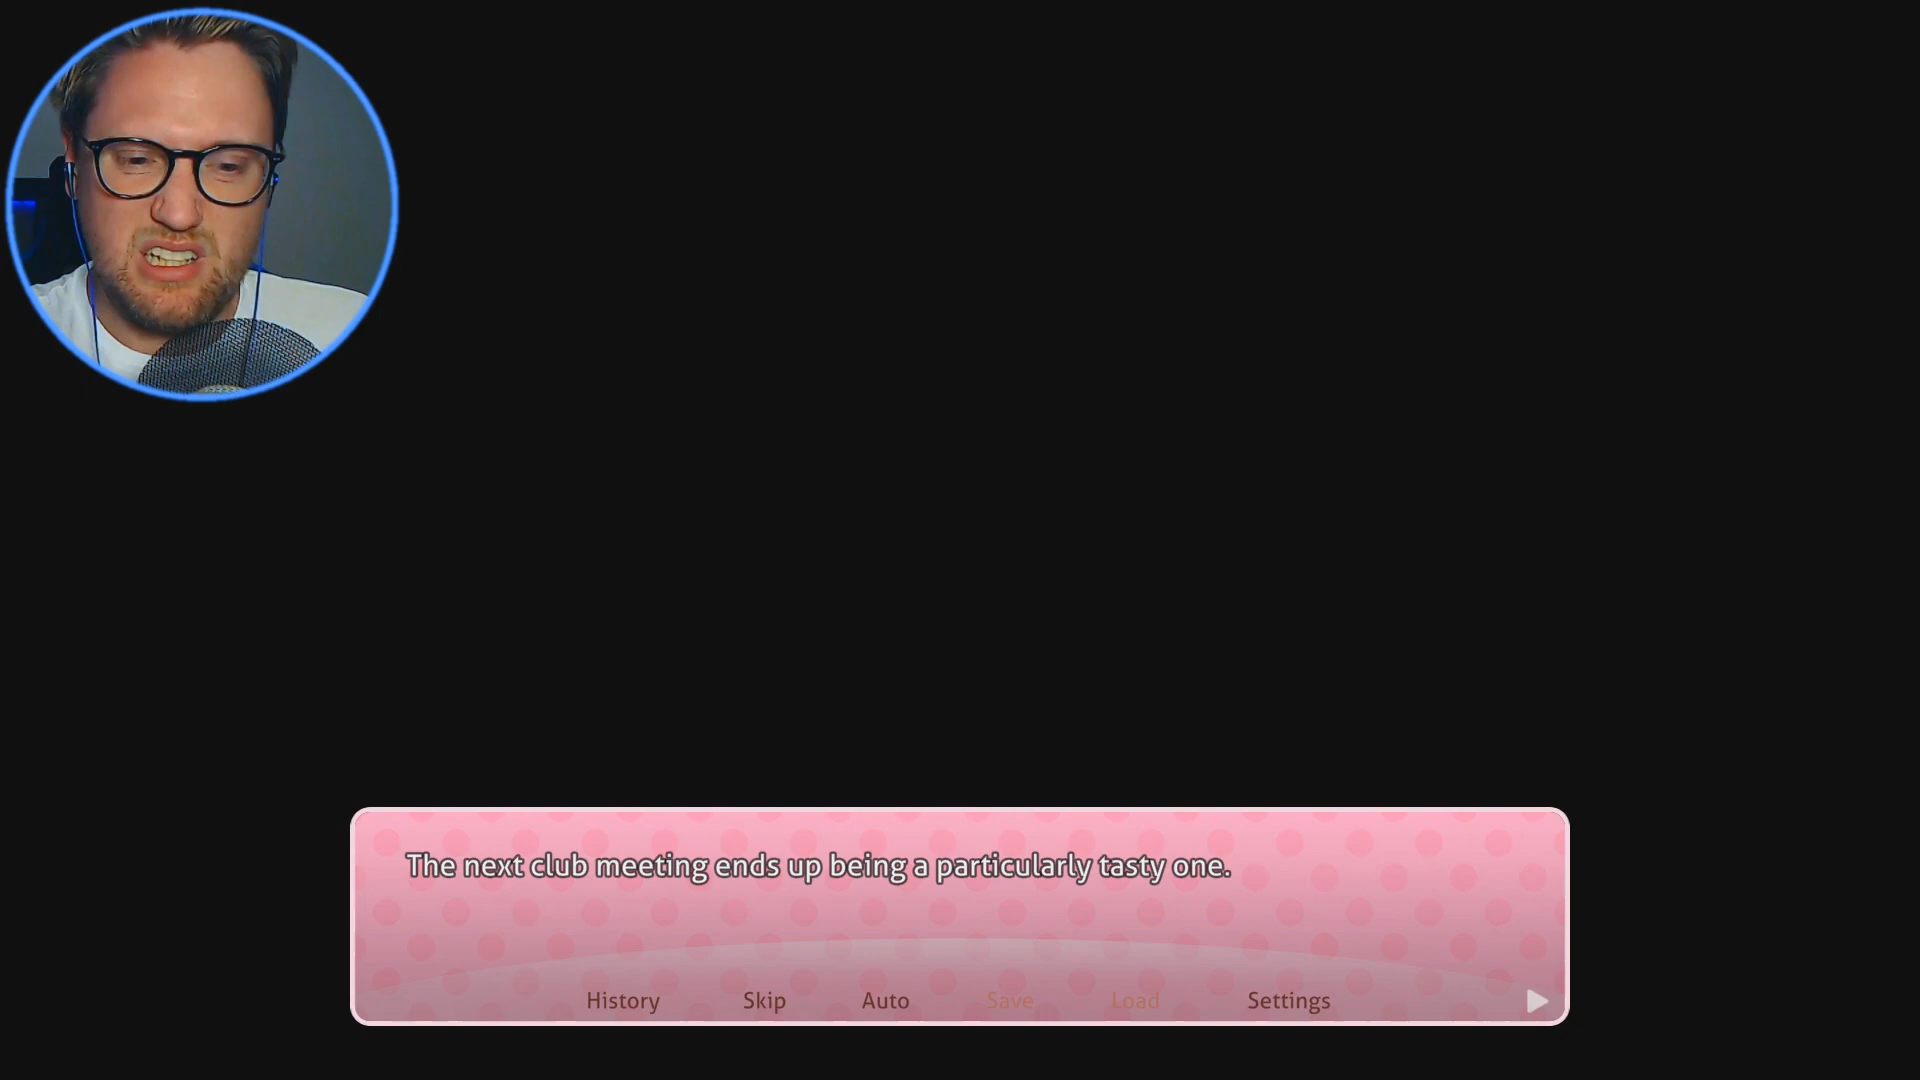 The next club meeting ends up being a particularly tasty one.
History Skip Auto Save Load Settings